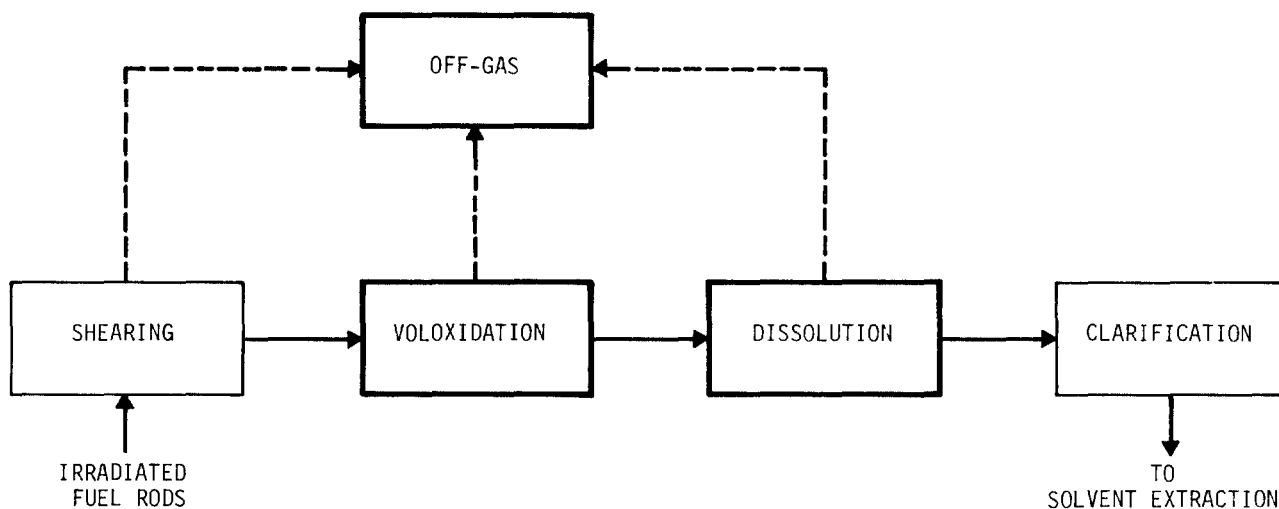 OFF-GAS
SHEARING
VOLOXIDATION
DISSOLUTION
CLARIFICATION
IRRADIATED
FUEL RODS
TO
SOLVENT EXTRACTION